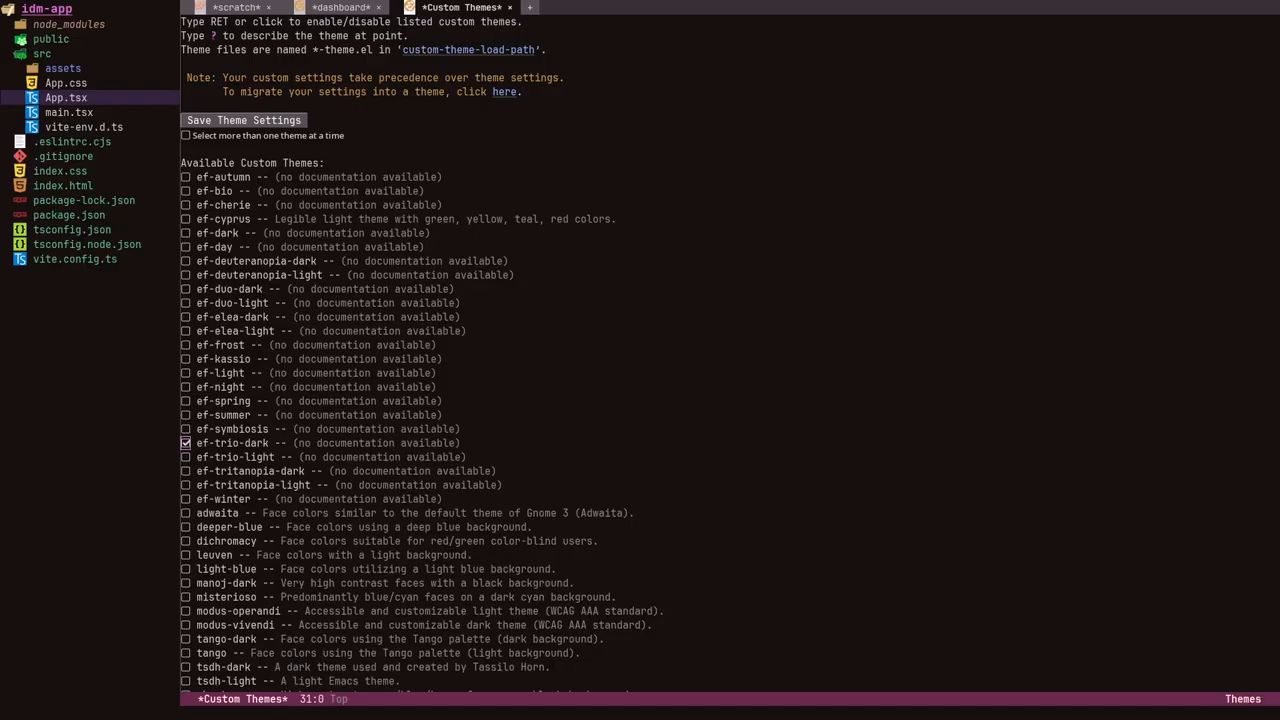 idm-app
node_modules
public
src
assets
App.css
App.tsx
main.tsx
vite-env.d.ts
.eslintrc.cjs
.gitignore
index.css
index.html
package-lock.json
package.json
tsconfig.json
tsconfig.node.json
vite.config.ts
*scratch* × *dashboard* × *Custom Themes* × +
Type RET or click to enable/disable listed custom themes.
Type ? to describe the theme at point.
Theme files are named *-theme.el in ‘custom-theme-load-path’.
Note: Your custom settings take precedence over theme settings.
To migrate your settings into a theme, click here.
Save Theme Settings
Select more than one theme at a time
Available Custom Themes:
ef-autumn -- (no documentation available)
ef-bio -- (no documentation available)
ef-cherie -- (no documentation available)
ef-cyprus -- Legible light theme with green, yellow, teal, red colors.
ef-dark -- (no documentation available)
ef-day -- (no documentation available)
ef-deuteranopia-dark -- (no documentation available)
ef-deuteranopia-light -- (no documentation available)
ef-duo-dark -- (no documentation available)
ef-duo-light -- (no documentation available)
ef-elea-dark -- (no documentation available)
ef-elea-light -- (no documentation available)
ef-frost -- (no documentation available)
ef-kassio -- (no documentation available)
ef-light -- (no documentation available)
ef-night -- (no documentation available)
ef-spring -- (no documentation available)
ef-summer -- (no documentation available)
ef-symbiosis -- (no documentation available)
ef-trio-dark -- (no documentation available)
ef-trio-light -- (no documentation available)
ef-tritanopia-dark -- (no documentation available)
ef-tritanopia-light -- (no documentation available)
ef-winter -- (no documentation available)
adwaita -- Face colors similar to the default theme of Gnome 3 (Adwaita).
deeper-blue -- Face colors using a deep blue background.
dichromacy -- Face colors suitable for red/green color-blind users.
leuven -- Face colors with a light background.
light-blue -- Face colors utilizing a light blue background.
manoj-dark -- Very high contrast faces with a black background.
misterioso -- Predominantly blue/cyan faces on a dark cyan background.
modus-operandi -- Accessible and customizable light theme (WCAG AAA standard).
modus-vivendi -- Accessible and customizable dark theme (WCAG AAA standard).
tango-dark -- Face colors using the Tango palette (dark background).
tango -- Face colors using the Tango palette (light background).
tsdh-dark -- A dark theme used and created by Tassilo Horn.
tsdh-light -- A light Emacs theme.
*Custom Themes* 31:0 Top Themes